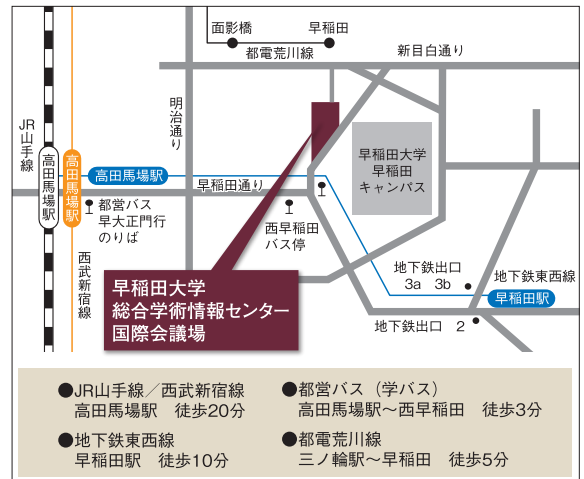 面影橋
早稲田
都電荒川線
新目白通り
明治通り
JR山手線
高田馬場駅
高田馬場駅
高田馬場駅
早稲田通り
早稲田大学
早稲田
キャンパス
都営バス
早大正門行
のりば
西早稲田
バス停
西武新宿線
地下鉄出口
3a 3b
地下鉄東西線
早稲田駅
地下鉄出口 2
早稲田大学
総合学術情報センター
国際会議場
●JR山手線／西武新宿線
高田馬場駅 徒歩20分
●地下鉄東西線
早稲田駅 徒歩10分
●都営バス（学バス）
高田馬場駅～西早稲田 徒歩3分
●都電荒川線
三ノ輪駅～早稲田 徒歩5分